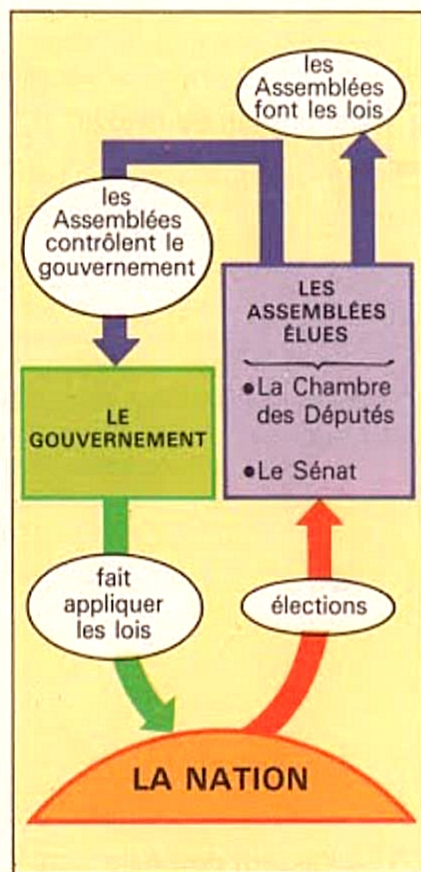 les
Assemblées
font les lois
les
Assemblées
contrôlent le
gouvernement
LES
ASSEMBLÉES
ÉLUES
• La Chambre
des Députés
• Le Sénat
LE
GOUVERNEMENT
fait
appliquer
les lois
élections
LA NATION